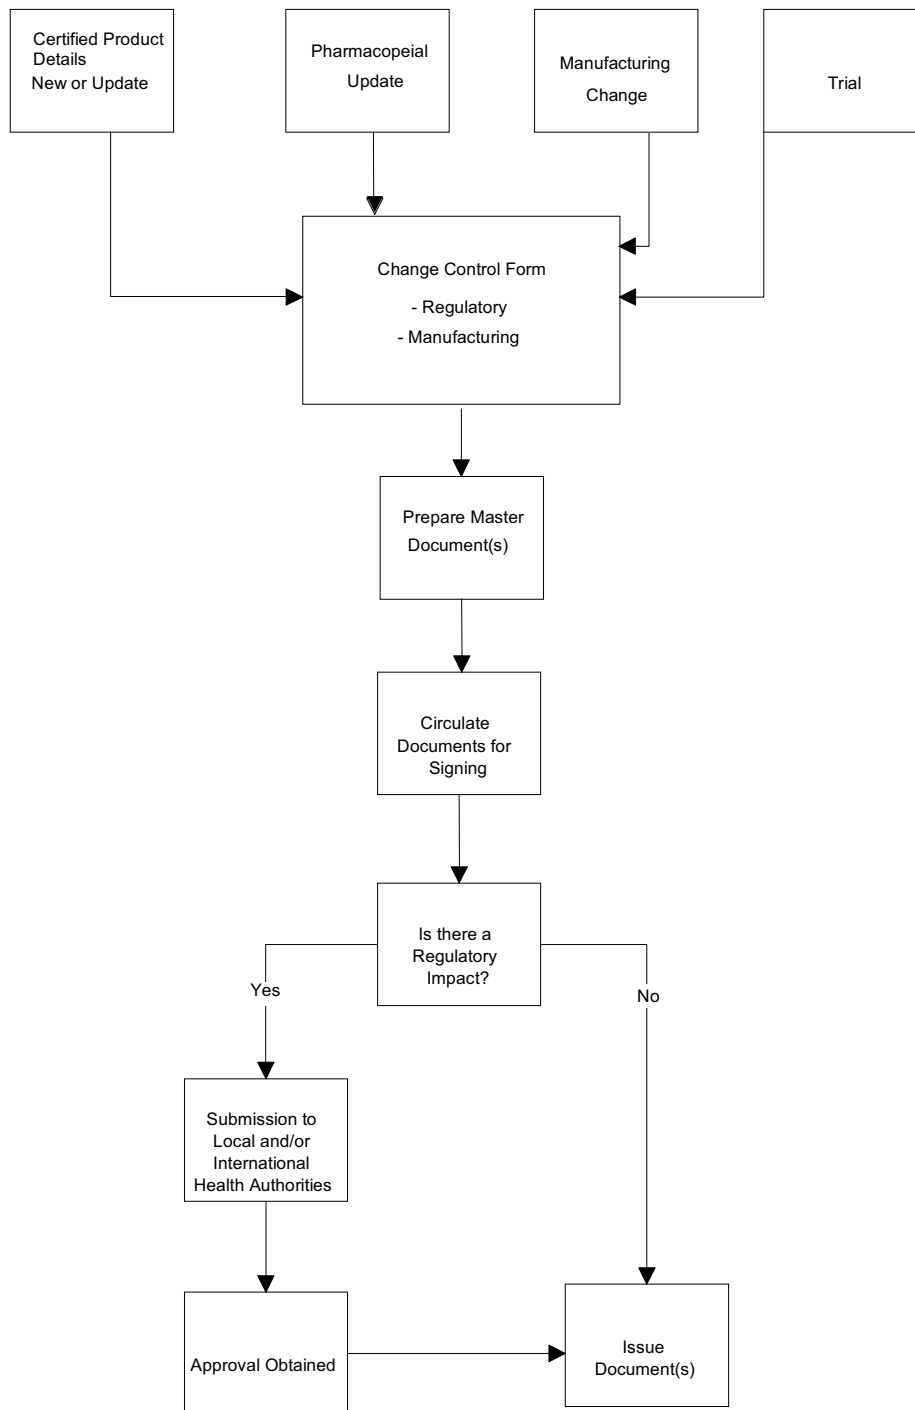 Certified Product
Details
New or Update
Pharmacopeial
Update
Manufacturing
Change
Trial
Change Control Form
- Regulatory
- Manufacturing
Prepare Master
Document(s)
Circulate
Documents for
Signing
Is there a
Regulatory
Impact?
Yes
No
Submission to
Local and/or
International
Health Authorities
Approval Obtained
Issue
Document(s)